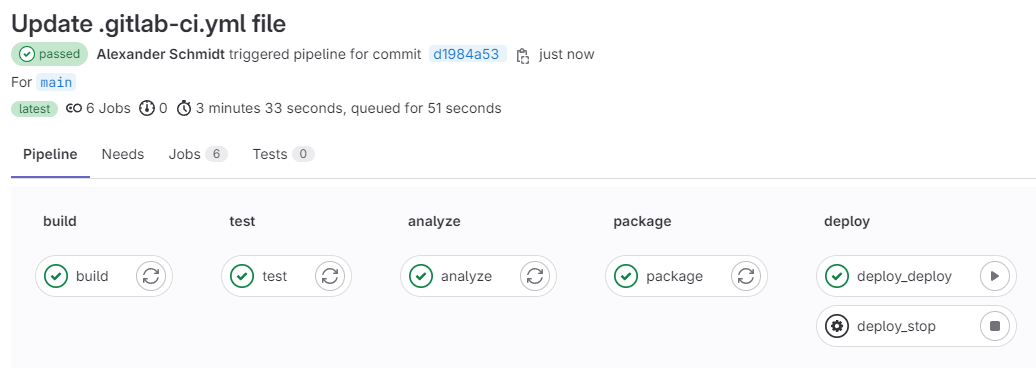 Update .gitlab-ci.yml file
passed Alexander Schmidt triggered pipeline for commit d1984a53 just now
For main
latest 6 Jobs 0 3 minutes 33 seconds, queued for 51 seconds
Pipeline Needs Jobs 6 Tests 0
build test analyze package deploy
build test analyze package deploy_deploy
deploy_stop